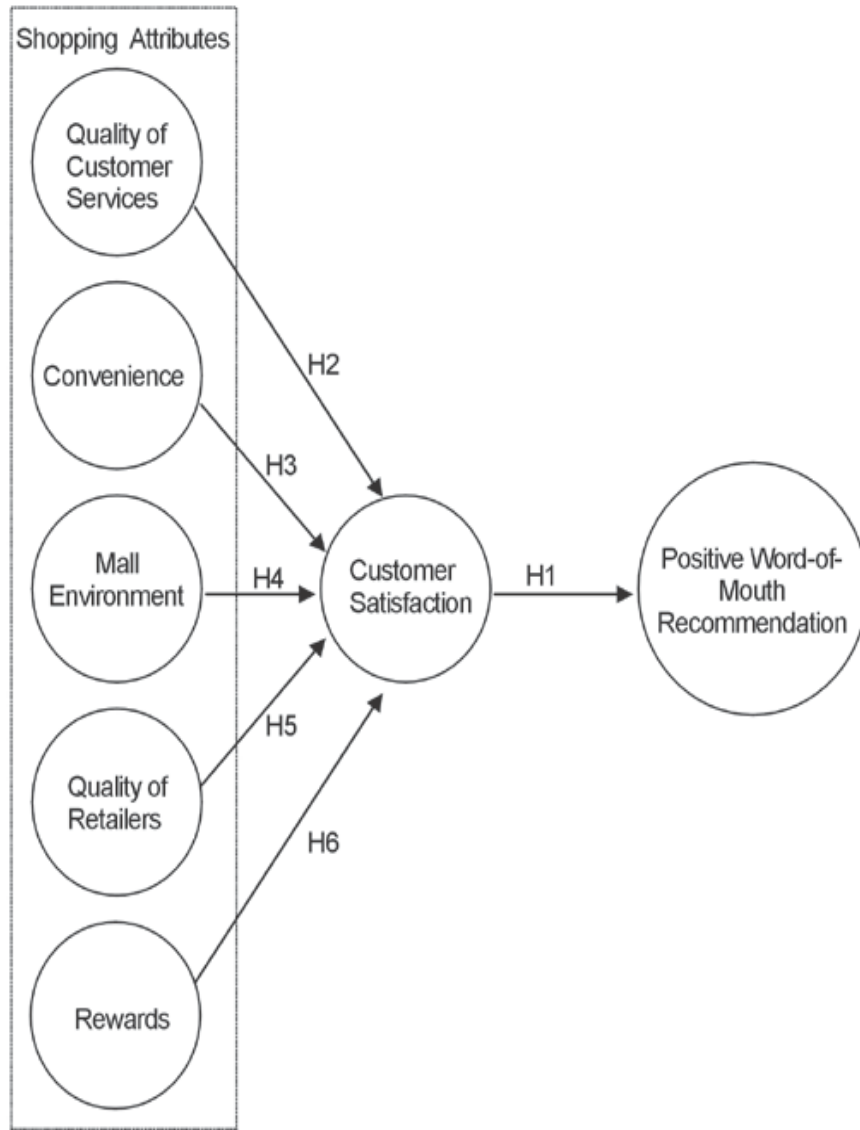 Shopping Attributes
Quality of
Customer
Services
H2
Convenience
H3
Mall
Environment
H4
Customer
Satisfaction
H1
Positive Word-of-
Mouth
Recommendation
H5
Quality of
Retailers
H6
Rewards